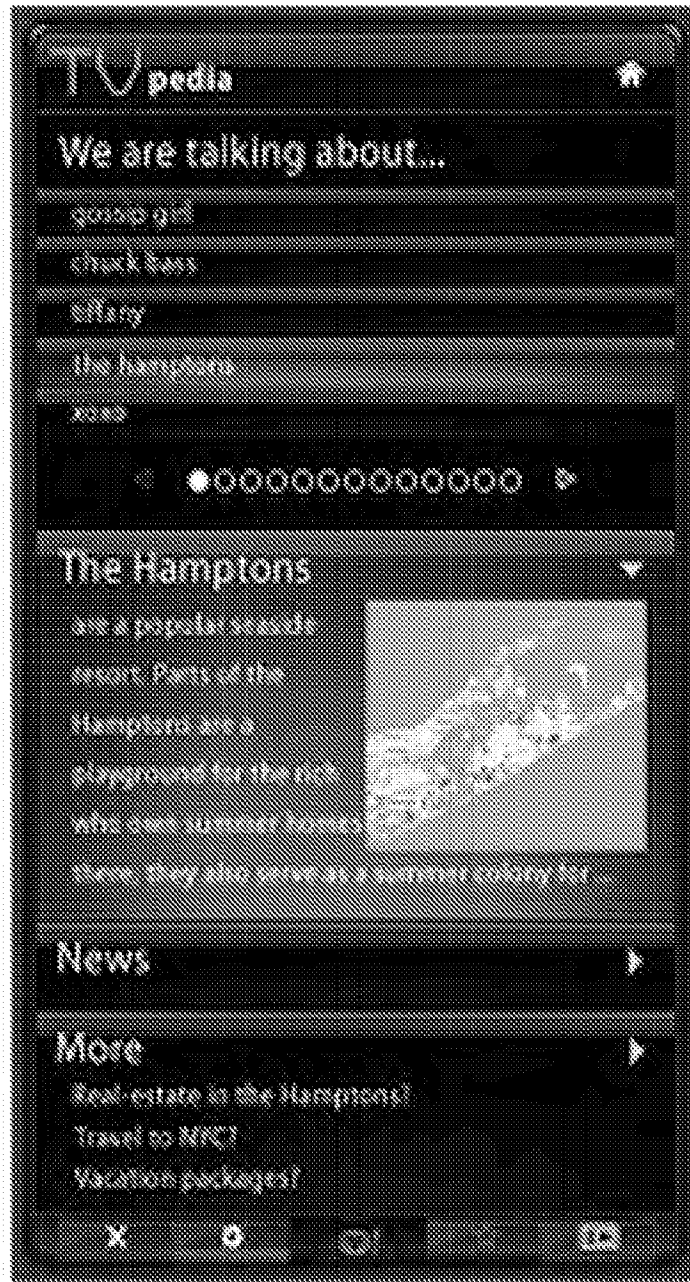 TV pedia
We are talking about...
gossip girl
chuck bass
tiffany
the hamptons
xoxo
The Hamptons
are a popular seaside
resort. Parts of the
Hamptons are a
playground for the rich
who own summer homes
there; they also serve as a summer colony for...
News
More
Real-estate in the Hamptons?
Travel to NYC?
Vacation packages?